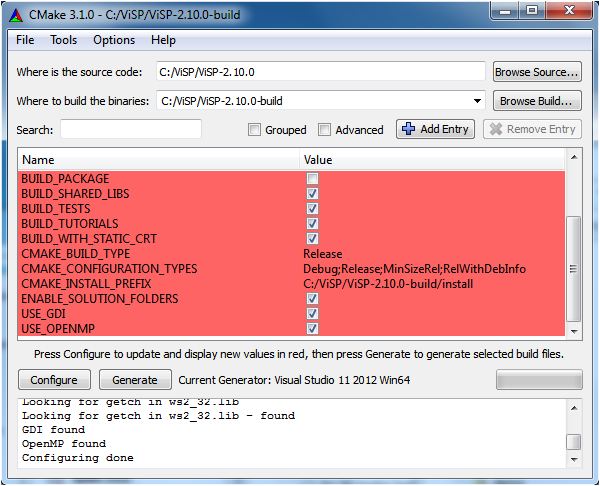 CMake 3.1.0 - C:/ViSP/ViSP-2.10.0-build
File Tools Options Help
Where is the source code: C:/ViSP/ViSP-2.10.0 Browse Source...
Where to build the binaries: C:/ViSP/ViSP-2.10.0-build Browse Build...
Search: Grouped Advanced Add Entry Remove Entry
Name Value
BUILD_PACKAGE
BUILD_SHARED_LIBS
BUILD_TESTS
BUILD_TUTORIALS
BUILD_WITH_STATIC_CRT
CMAKE_BUILD_TYPE Release
CMAKE_CONFIGURATION_TYPES Debug;Release;MinSizeRel;RelWithDebInfo
CMAKE_INSTALL_PREFIX C:/ViSP/ViSP-2.10.0-build/install
ENABLE_SOLUTION_FOLDERS
USE_GDI
USE_OPENMP
Press Configure to update and display new values in red, then press Generate to generate selected build files.
Configure Generate Current Generator: Visual Studio 11 2012 Win64
Looking for getch in ws2_32.lib
Looking for getch in ws2_32.lib - found
GDI found
OpenMP found
Configuring done